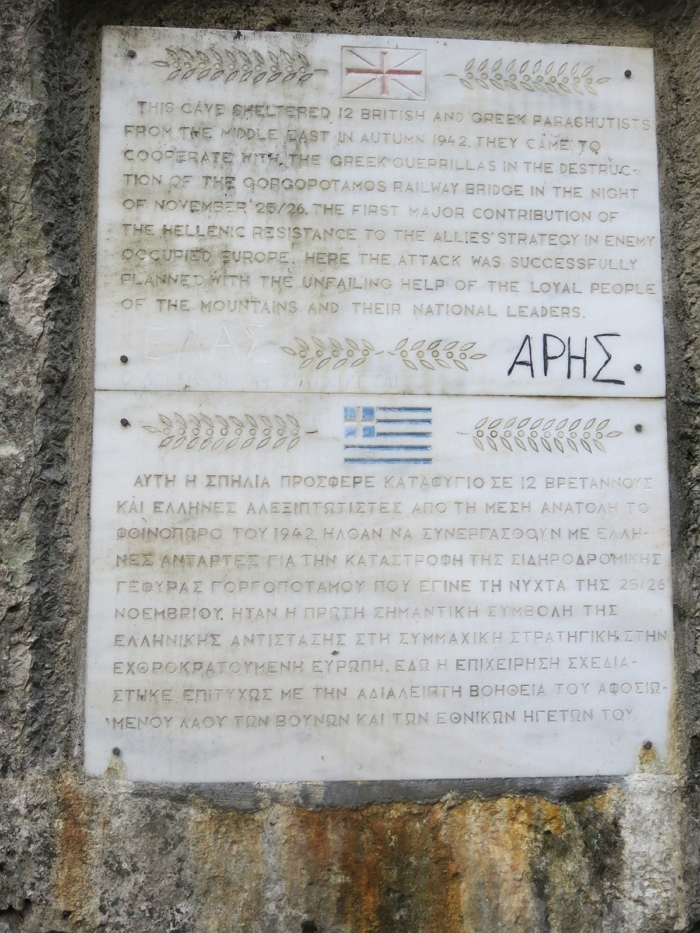 THIS CAVE SHELTERED 12 BRITISH AND GREEK PARACHUTISTS
FROM THE MIDDLE EAST IN AUTUMN 1942. THEY CAME TO
COOPERATE WITH THE GREEK GUERRILLAS IN THE DESTRUC-
TION OF THE GORGOPOTAMOS RAILWAY BRIDGE IN THE NIGHT
OF NOVEMBER 25/26. THE FIRST MAJOR CONTRIBUTION OF
THE HELLENIC RESISTANCE TO THE ALLIES' STRATEGY IN ENEMY
OCCUPIED EUROPE. HERE THE ATTACK WAS SUCCESSFULLY
PLANNED WITH THE UNFAILING HELP OF THE LOYAL PEOPLE
OF THE MOUNTAINS AND THEIR NATIONAL LEADERS.
ΕΛΑΣ
ΑΡΗΣ
ΑΥΤΗ Η ΣΠΗΛΙΑ ΠΡΟΣΦΕΡΕ ΚΑΤΑΦΥΓΙΟ ΣΕ 12 ΒΡΕΤΑΝΝΟΥΣ
ΚΑΙ ΕΛΛΗΝΕΣ ΑΛΕΞΙΠΤΩΤΙΣΤΕΣ ΑΠΟ ΤΗ ΜΕΣΗ ΑΝΑΤΟΛΗ ΤΟ
ΦΘΙΝΟΠΩΡΟ ΤΟΥ 1942. ΗΛΘΑΝ ΝΑ ΣΥΝΕΡΓΑΣΘΟΥΝ ΜΕ ΕΛΛΗ-
ΝΕΣ ΑΝΤΑΡΤΕΣ ΓΙΑ ΤΗΝ ΚΑΤΑΣΤΡΟΦΗ ΤΗΣ ΣΙΔΗΡΟΔΡΟΜΙΚΗΣ
ΓΕΦΥΡΑΣ ΓΟΡΓΟΠΟΤΑΜΟΥ ΠΟΥ ΕΓΙΝΕ ΤΗ ΝΥΧΤΑ ΤΗΣ 25/26
ΝΟΕΜΒΡΙΟΥ. ΗΤΑΝ Η ΠΡΩΤΗ ΣΗΜΑΝΤΙΚΗ ΣΥΜΒΟΛΗ ΤΗΣ
ΕΛΛΗΝΙΚΗΣ ΑΝΤΙΣΤΑΣΗΣ ΣΤΗ ΣΥΜΜΑΧΙΚΗ ΣΤΡΑΤΗΓΙΚΗ ΣΤΗΝ
ΕΧΘΡΟΚΡΑΤΟΥΜΕΝΗ ΕΥΡΩΠΗ. ΕΔΩ Η ΕΠΙΧΕΙΡΗΣΗ ΣΧΕΔΙΑ-
ΣΤΗΚΕ ΕΠΙΤΥΧΩΣ ΜΕ ΤΗΝ ΑΔΙΑΛΕΙΠΤΗ ΒΟΗΘΕΙΑ ΤΟΥ ΑΦΟΣΙΩ-
ΜΕΝΟΥ ΛΑΟΥ ΤΩΝ ΒΟΥΝΩΝ ΚΑΙ ΤΩΝ ΕΘΝΙΚΩΝ ΗΓΕΤΩΝ ΤΟΥ